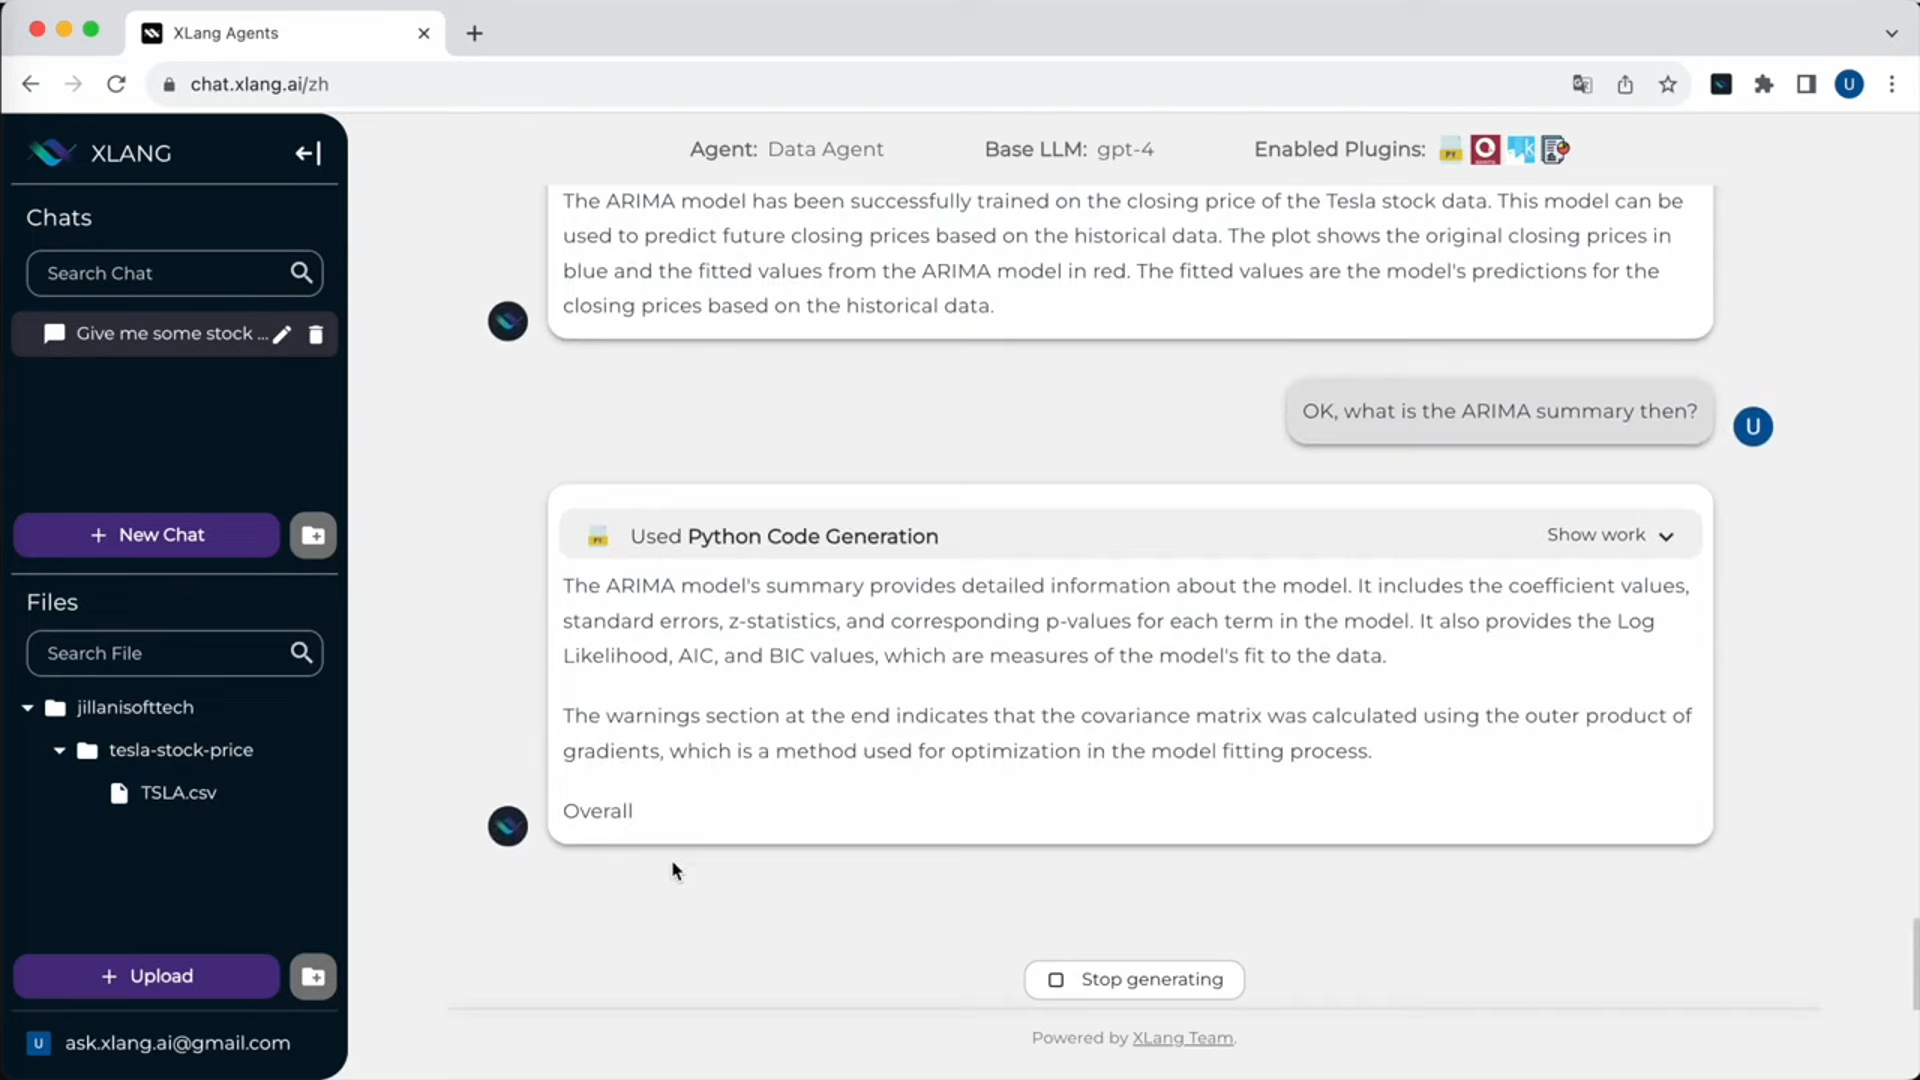 XLang Agents
chat.xlang.ai/zh
U
XLANG
Chats
Search Chat
Give me some stock ...
+ New Chat
Files
Search File
jillanisofttech
tesla-stock-price
TSLA.csv
+ Upload
U ask.xlang.ai@gmail.com
Agent: Data Agent Base LLM: gpt-4 Enabled Plugins:
The ARIMA model has been successfully trained on the closing price of the Tesla stock data. This model can be
used to predict future closing prices based on the historical data. The plot shows the original closing prices in
blue and the fitted values from the ARIMA model in red. The fitted values are the model's predictions for the
closing prices based on the historical data.
OK, what is the ARIMA summary then?
U
PY Used Python Code Generation Show work
The ARIMA model's summary provides detailed information about the model. It includes the coefficient values,
standard errors, z-statistics, and corresponding p-values for each term in the model. It also provides the Log
Likelihood, AIC, and BIC values, which are measures of the model's fit to the data.
The warnings section at the end indicates that the covariance matrix was calculated using the outer product of
gradients, which is a method used for optimization in the model fitting process.
Overall
Stop generating
Powered by XLang Team.